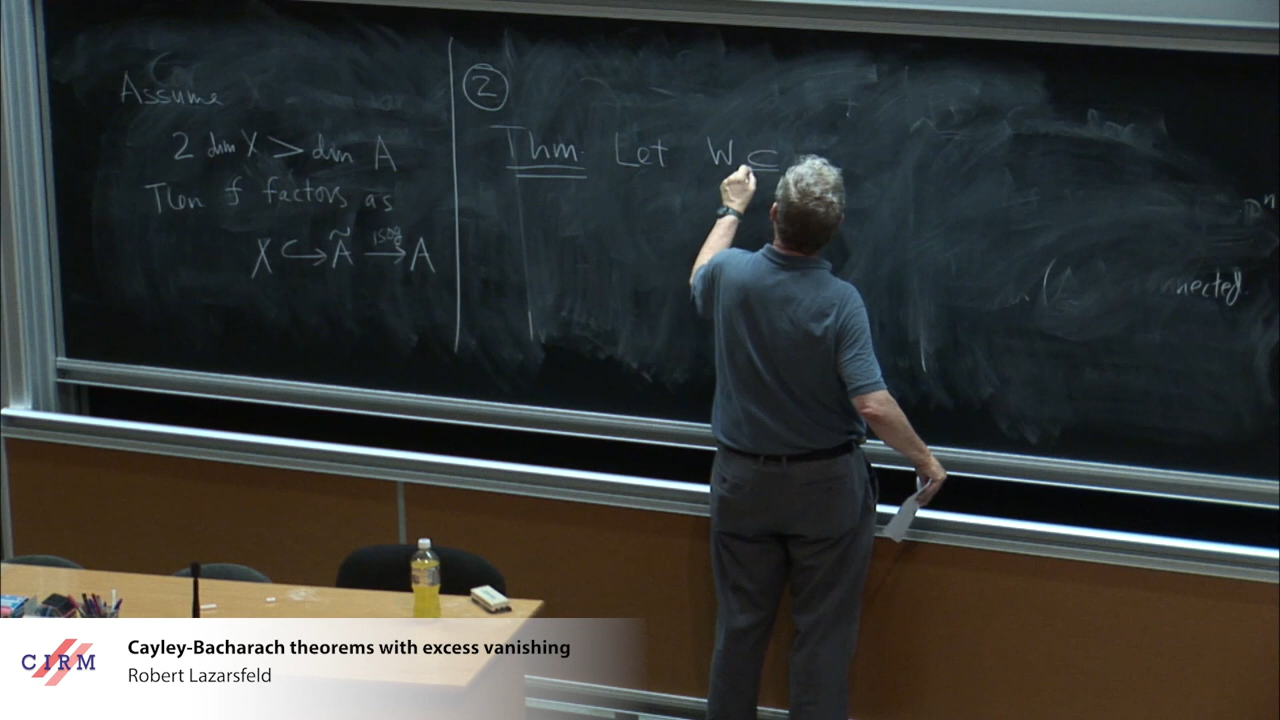 Assume
2 dim X > dim A
Then f factors as
X ↪ Ã →isog A
②
Thm. Let W ⊆
ℙⁿ
nected
CIRM
Cayley-Bacharach theorems with excess vanishing
Robert Lazarsfeld